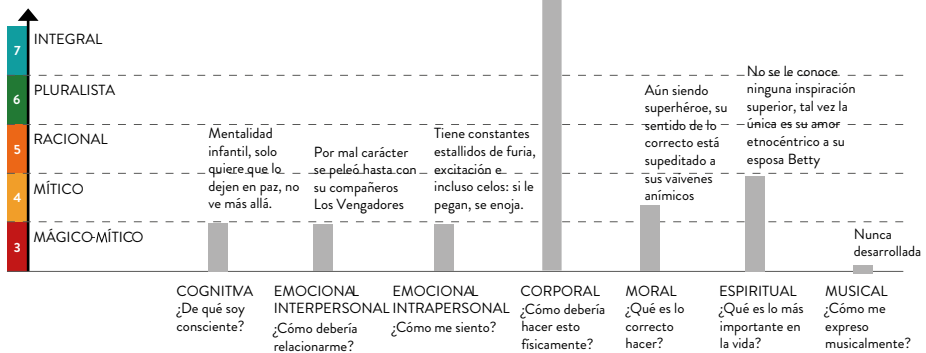 7
INTEGRAL
6
PLURALISTA
5
RACIONAL
4
MÍTICO
3
MÁGICO-MÍTICO
Mentalidad
infantil, solo
quiere que lo
dejen en paz, no
ve más allá.
Por mal carácter
se peleó hasta con
su compañeros
Los Vengadores
Tiene constantes
estallidos de furia,
excitación e
incluso celos: si le
pegan, se enoja.
Aún siendo
superhéroe, su
sentido de lo
correcto está
supeditado a
sus vaivenes
anímicos
No se le conoce
ninguna inspiración
superior, tal vez la
única es su amor
etnocéntrico a su
esposa Betty
Nunca
desarrollada
COGNITIVA
¿De qué soy
consciente?
EMOCIONAL
INTERPERSONAL
¿Cómo debería
relacionarme?
EMOCIONAL
INTRAPERSONAL
¿Cómo me siento?
CORPORAL
¿Cómo debería
hacer esto
físicamente?
MORAL
¿Qué es lo
correcto
hacer?
ESPIRITUAL
¿Qué es lo más
importante en
la vida?
MUSICAL
¿Cómo me
expreso
musicalmente?